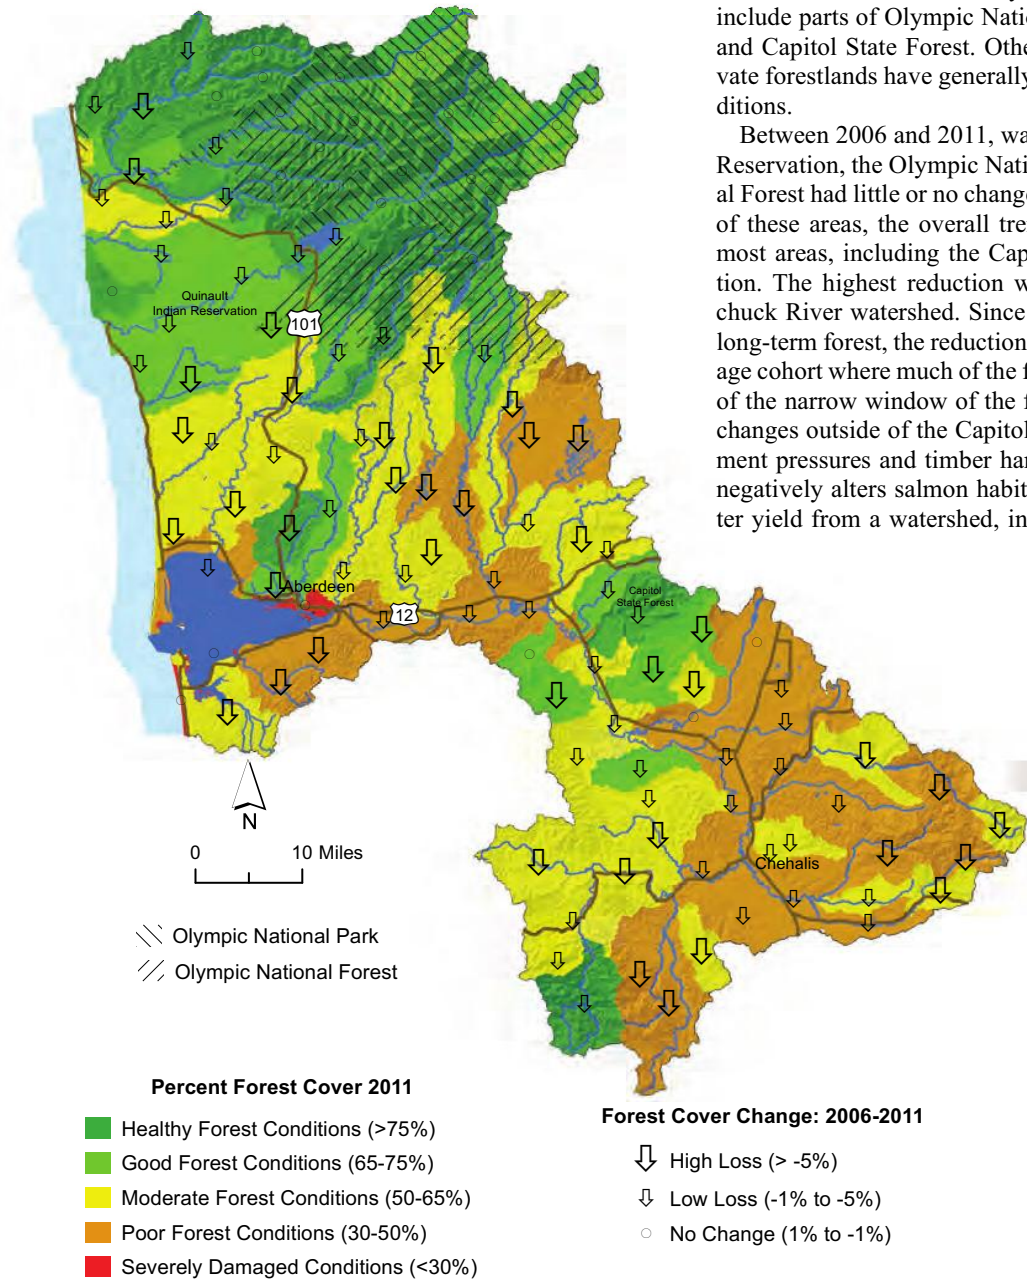 include parts of Olympic Natio
and Capitol State Forest. Othe
vate forestlands have generally
ditions.
Between 2006 and 2011, wa
Reservation, the Olympic Nati
al Forest had little or no change
of these areas, the overall tre
most areas, including the Cap
tion. The highest reduction w
chuck River watershed. Since
long-term forest, the reduction
age cohort where much of the f
of the narrow window of the f
changes outside of the Capitol
ment pressures and timber har
negatively alters salmon habit
ter yield from a watershed, in
Quinault
Indian Reservation
101
Aberdeen
12
Capitol
State Forest
Chehalis
N
0 10 Miles
Olympic National Park
Olympic National Forest
Percent Forest Cover 2011
Healthy Forest Conditions (>75%)
Good Forest Conditions (65-75%)
Moderate Forest Conditions (50-65%)
Poor Forest Conditions (30-50%)
Severely Damaged Conditions (<30%)
Forest Cover Change: 2006-2011
High Loss (> -5%)
Low Loss (-1% to -5%)
No Change (1% to -1%)